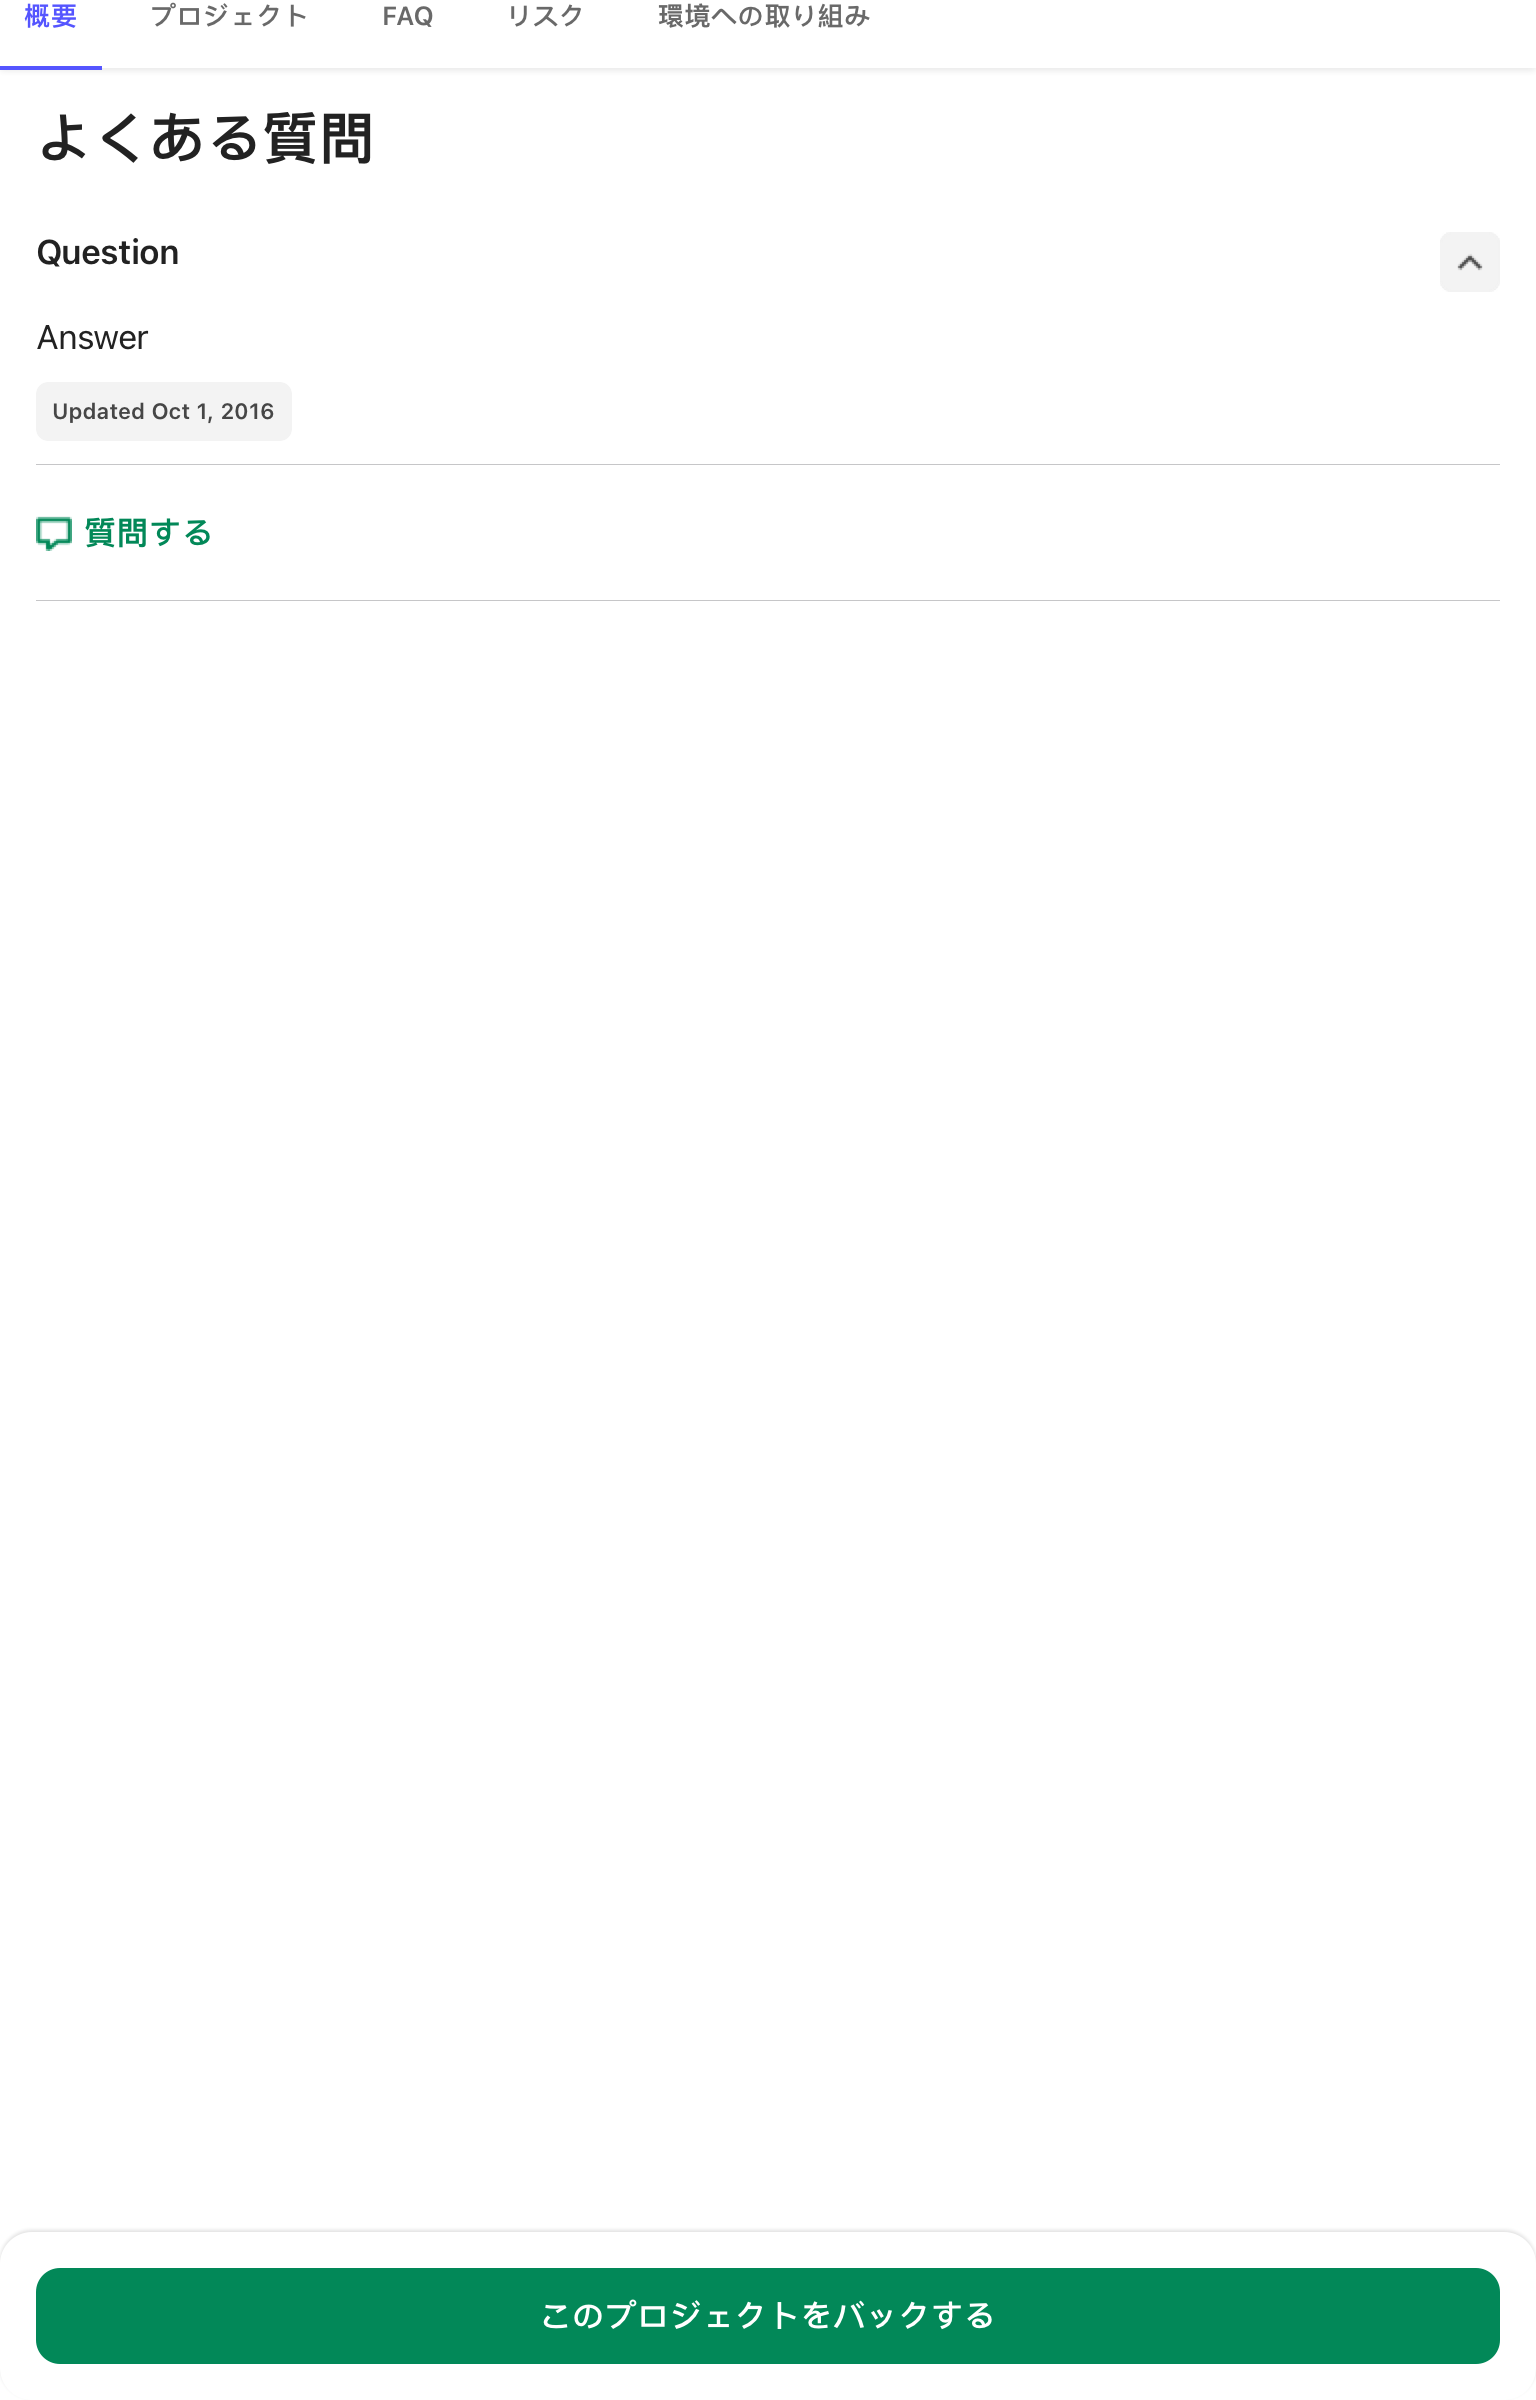 概要 プロジェクト FAQ リスク 環境への取り組み
よくある質問
Question
Answer
Updated Oct 1, 2016
質問する
このプロジェクトをバックする